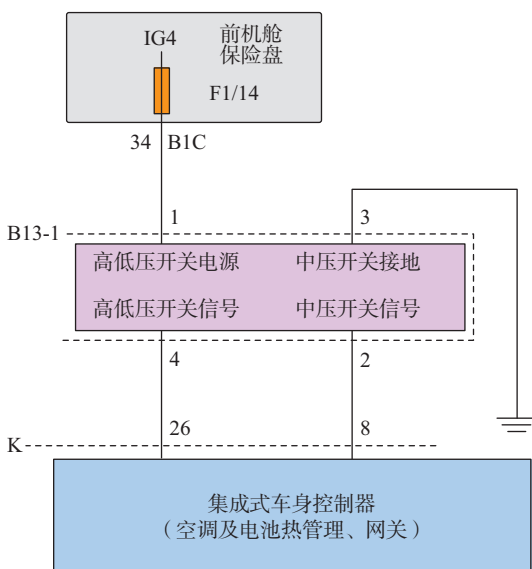 IG4
前机舱
保险盘
F1/14
34 B1C
1 3
B13-1
高低压开关电源 中压开关接地
高低压开关信号 中压开关信号
4 2
26 8
K
集成式车身控制器
（空调及电池热管理、网关）